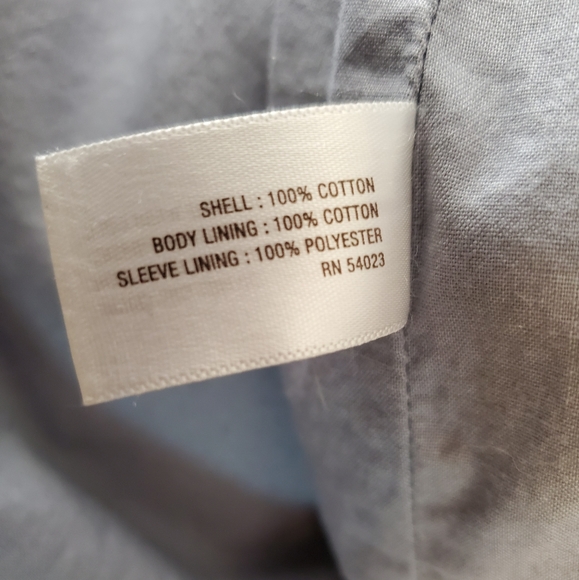 SHELL : 100% COTTON
BODY LINING : 100% COTTON
SLEEVE LINING : 100% POLYESTER
RN 54023